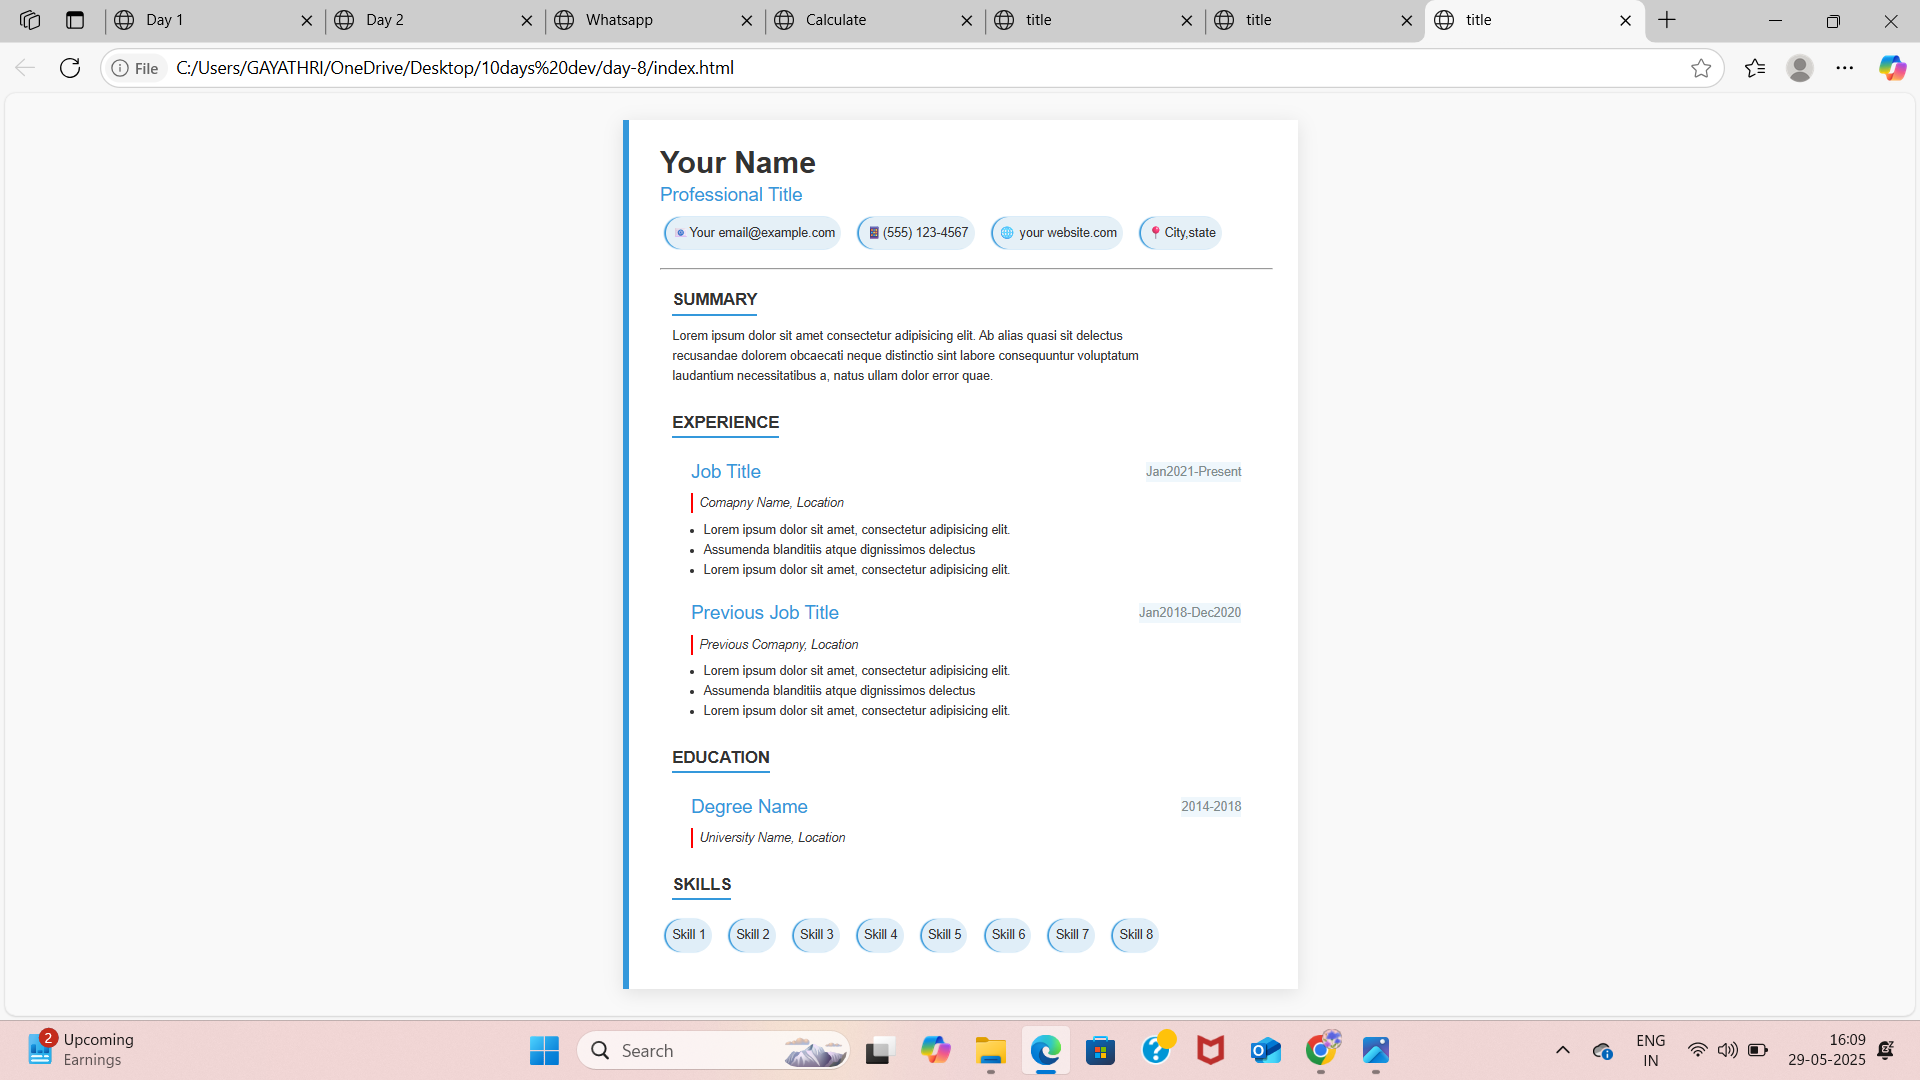 Day 1
Day 2
Whatsapp
Calculate
title
title
title
File
C:/Users/GAYATHRI/OneDrive/Desktop/10days%20dev/day-8/index.html
Your Name
Professional Title
Your email@example.com
(555) 123-4567
your website.com
City,state
SUMMARY
Lorem ipsum dolor sit amet consectetur adipisicing elit. Ab alias quasi sit delectus
recusandae dolorem obcaecati neque distinctio sint labore consequuntur voluptatum
laudantium necessitatibus a, natus ullam dolor error quae.
EXPERIENCE
Job Title
Jan2021-Present
Comapny Name, Location
• Lorem ipsum dolor sit amet, consectetur adipisicing elit.
• Assumenda blanditiis atque dignissimos delectus
• Lorem ipsum dolor sit amet, consectetur adipisicing elit.
Previous Job Title
Jan2018-Dec2020
Previous Comapny, Location
• Lorem ipsum dolor sit amet, consectetur adipisicing elit.
• Assumenda blanditiis atque dignissimos delectus
• Lorem ipsum dolor sit amet, consectetur adipisicing elit.
EDUCATION
Degree Name
2014-2018
University Name, Location
SKILLS
Skill 1
Skill 2
Skill 3
Skill 4
Skill 5
Skill 6
Skill 7
Skill 8
2
Upcoming
Earnings
Search
ENG
IN
16:09
29-05-2025